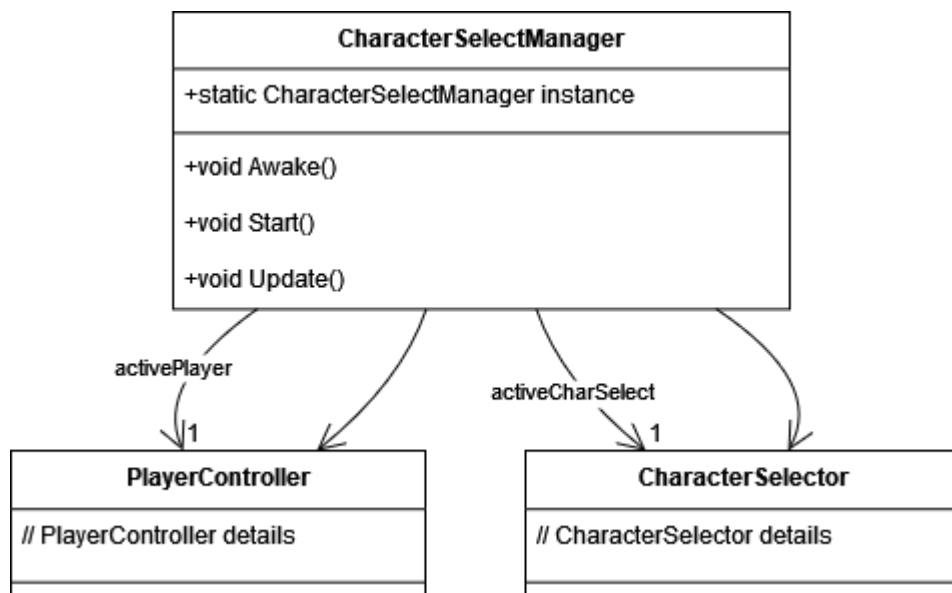 CharacterSelectManager
+static CharacterSelectManager instance
+void Awake()
+void Start()
+void Update()
activePlayer
activeCharSelect
1
1
PlayerController
CharacterSelector
// PlayerController details
// CharacterSelector details